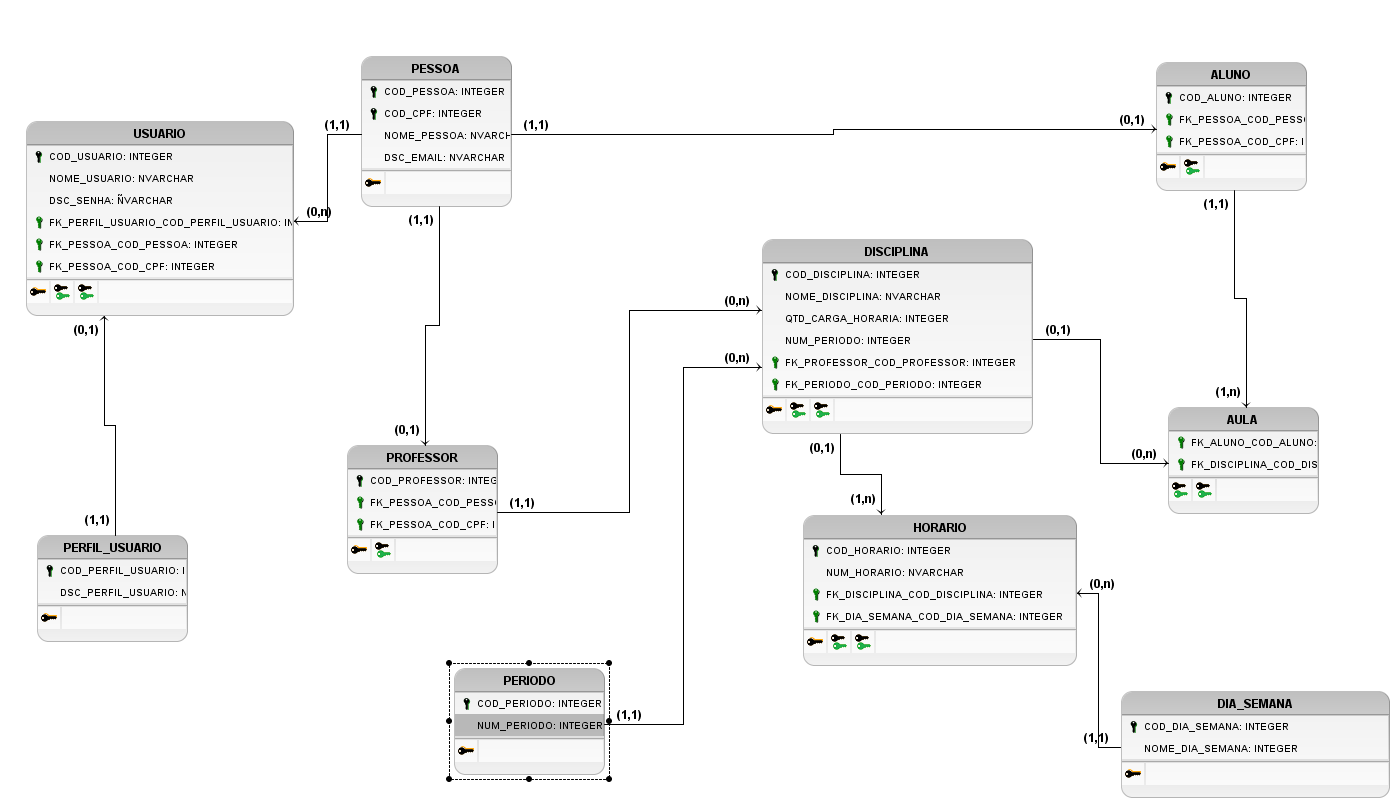 PESSOA
COD_PESSOA: INTEGER
COD_CPF: INTEGER
NOME_PESSOA: NVARCH
DSC_EMAIL: NVARCHAR
ALUNO
COD_ALUNO: INTEGER
FK_PESSOA_COD_PESS
FK_PESSOA_COD_CPF: I
USUARIO
COD_USUARIO: INTEGER
NOME_USUARIO: NVARCHAR
DSC_SENHA: ÑVARCHAR
FK_PERFIL_USUARIO_COD_PERFIL_USUARIO: IN
FK_PESSOA_COD_PESSOA: INTEGER
FK_PESSOA_COD_CPF: INTEGER
(1,1)
(0,n)
(1,1)
(0,1)
(1,1)
(0,1)
(1,1)
(1,n)
DISCIPLINA
COD_DISCIPLINA: INTEGER
NOME_DISCIPLINA: NVARCHAR
QTD_CARGA_HORARIA: INTEGER
NUM_PERIODO: INTEGER
FK_PROFESSOR_COD_PROFESSOR: INTEGER
FK_PERIODO_COD_PERIODO: INTEGER
(0,n)
(0,n)
(0,1)
(0,n)
(0,1)
(1,n)
(0,1)
(1,1)
AULA
FK_ALUNO_COD_ALUNO:
FK_DISCIPLINA_COD_DIS
PROFESSOR
COD_PROFESSOR: INTEG
FK_PESSOA_COD_PESS
FK_PESSOA_COD_CPF: I
(1,1)
PERFIL_USUARIO
COD_PERFIL_USUARIO: I
DSC_PERFIL_USUARIO: N
HORARIO
COD_HORARIO: INTEGER
NUM_HORARIO: NVARCHAR
FK_DISCIPLINA_COD_DISCIPLINA: INTEGER
FK_DIA_SEMANA_COD_DIA_SEMANA: INTEGER
(0,n)
(1,1)
PERIODO
COD_PERIODO: INTEGER
NUM_PERIODO: INTEGER
(1,1)
DIA_SEMANA
COD_DIA_SEMANA: INTEGER
NOME_DIA_SEMANA: INTEGER